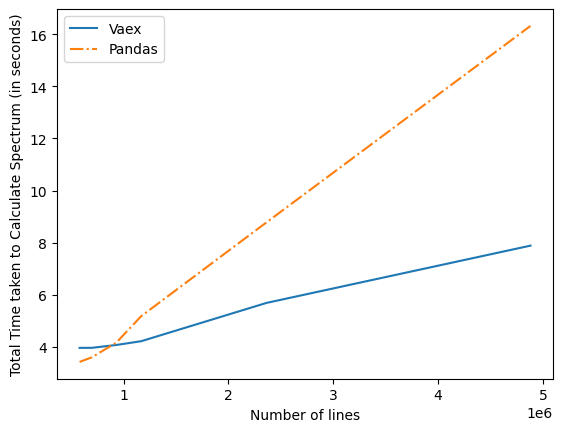 Vaex
Pandas
Total Time taken to Calculate Spectrum (in seconds)
16
14
12
10
8
6
4
1
2
3
4
5
1e6
Number of lines